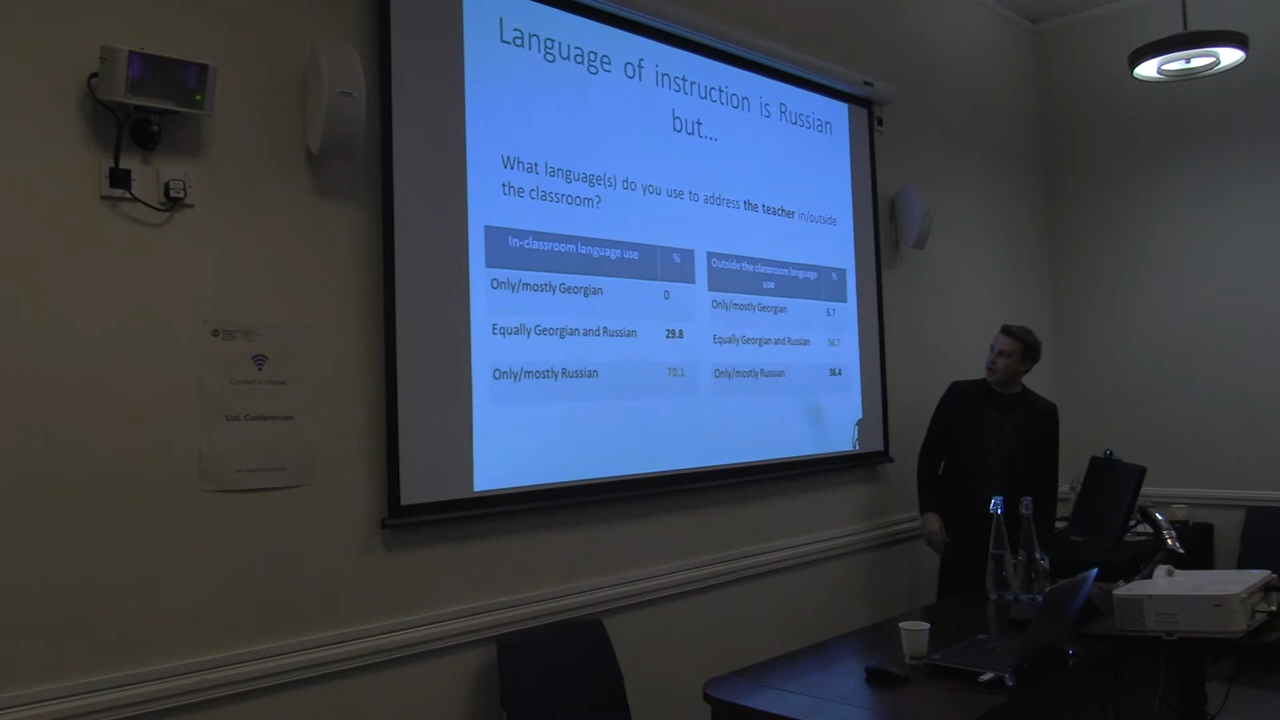 Language of instruction is Russian
but...
What language(s) do you use to address the teacher in/outside
the classroom?
In-classroom language use %
Only/mostly Georgian 0
Equally Georgian and Russian 29.8
Only/mostly Russian 70.1
Outside the classroom language
use %
Only/mostly Georgian 6.7
Equally Georgian and Russian 56.7
Only/mostly Russian 36.4
Connect to Internet
UoL Conferences